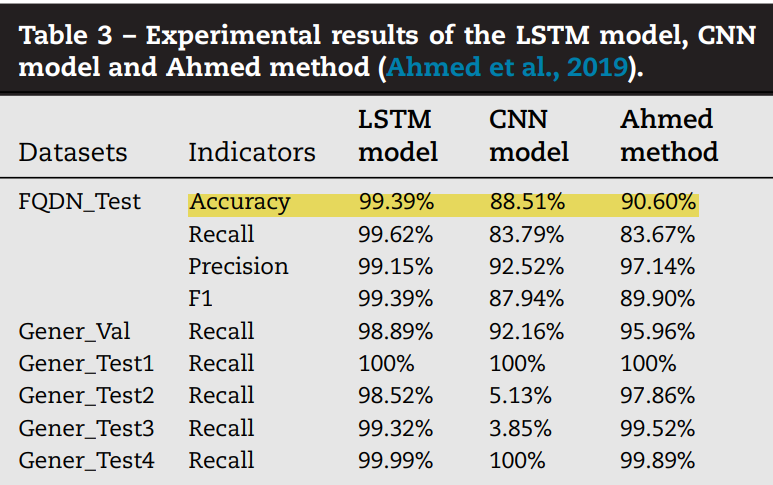 Table 3 – Experimental results of the LSTM model, CNN
model and Ahmed method (Ahmed et al., 2019).
Datasets Indicators LSTM model CNN model Ahmed method
FQDN_Test Accuracy 99.39% 88.51% 90.60%
Recall 99.62% 83.79% 83.67%
Precision 99.15% 92.52% 97.14%
F1 99.39% 87.94% 89.90%
Gener_Val Recall 98.89% 92.16% 95.96%
Gener_Test1 Recall 100% 100% 100%
Gener_Test2 Recall 98.52% 5.13% 97.86%
Gener_Test3 Recall 99.32% 3.85% 99.52%
Gener_Test4 Recall 99.99% 100% 99.89%